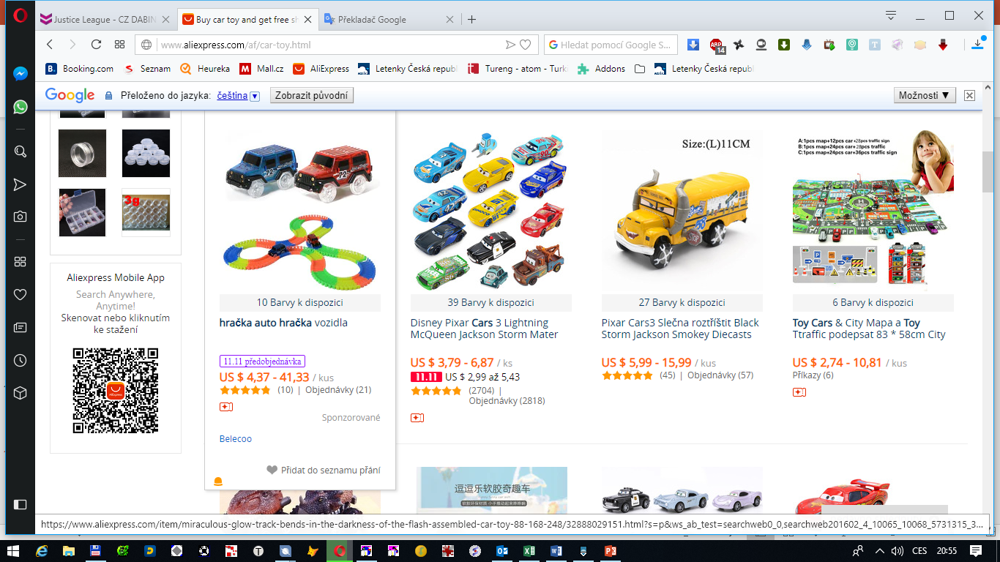 Justice League - CZ DABIN
Buy car toy and get free sh
Překladač Google
www.aliexpress.com/af/car-toy.html
Hledat pomocí Google S...
ABP
14
Booking.com
Seznam
Heureka
Mall.cz
AliExpress
Letenky Česká republ
Tureng - atom - Turk
Addons
Letenky Česká republ
Google
Přeloženo do jazyka: čeština
Zobrazit původní
Možnosti ▼
3g
Aliexpress Mobile App
Search Anywhere,
Anytime!
Skenovat nebo kliknutím
ke stažení
10 Barvy k dispozici
hračka auto hračka vozidla
11.11 předobjednávka
US $ 4,37 - 41,33 / kus
(10) | Objednávky (21)
Sponzorované
Belecoo
Přidat do seznamu přání
39 Barvy k dispozici
Disney Pixar Cars 3 Lightning
McQueen Jackson Storm Mater
US $ 3,79 - 6,87 / ks
11.11 US $ 2,99 až 5,43
(2704) |
Objednávky (2818)
Size:(L)11CM
27 Barvy k dispozici
Pixar Cars3 Slečna roztříštit Black
Storm Jackson Smokey Diecasts
US $ 5,99 - 15,99 / kus
(45) | Objednávky (57)
A:1pcs map+12pcs car+28pcs traffic sign
B:1pcs map+24pcs car+28pcs traffic
C:1pcs map+24pcs car+36pcs traffic sign
6 Barvy k dispozici
Toy Cars & City Mapa a Toy
Ttraffic podepsat 83 * 58cm City
US $ 2,74 - 10,81 / kus
Příkazy (6)
逗逗乐软胶奇趣车
https://www.aliexpress.com/item/miraculous-glow-track-bends-in-the-darkness-of-the-flash-assembled-car-toy-88-168-248/32888029151.html?s=p&ws_ab_test=searchweb0_0,searchweb201602_4_10065_10068_5731315_3...
CES
20:55